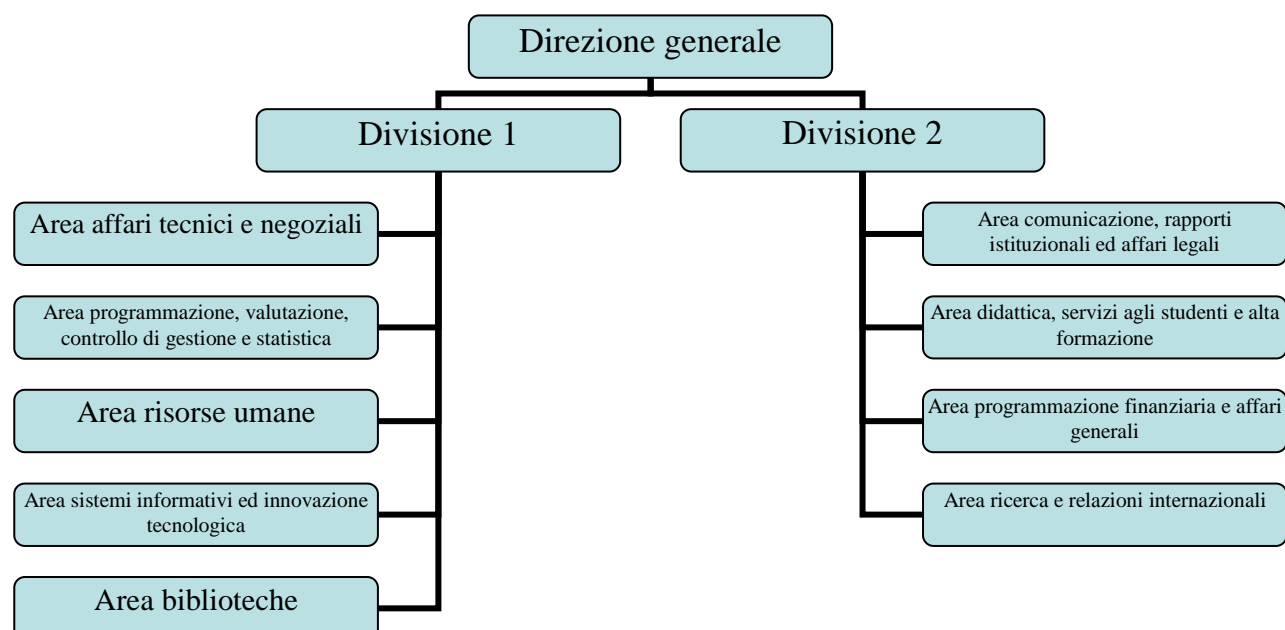 Direzione generale
Divisione 1
Divisione 2
Area affari tecnici e negoziali
Area programmazione, valutazione,
controllo di gestione e statistica
Area risorse umane
Area sistemi informativi ed innovazione
tecnologica
Area biblioteche
Area comunicazione, rapporti
istituzionali ed affari legali
Area didattica, servizi agli studenti e alta
formazione
Area programmazione finanziaria e affari
generali
Area ricerca e relazioni internazionali